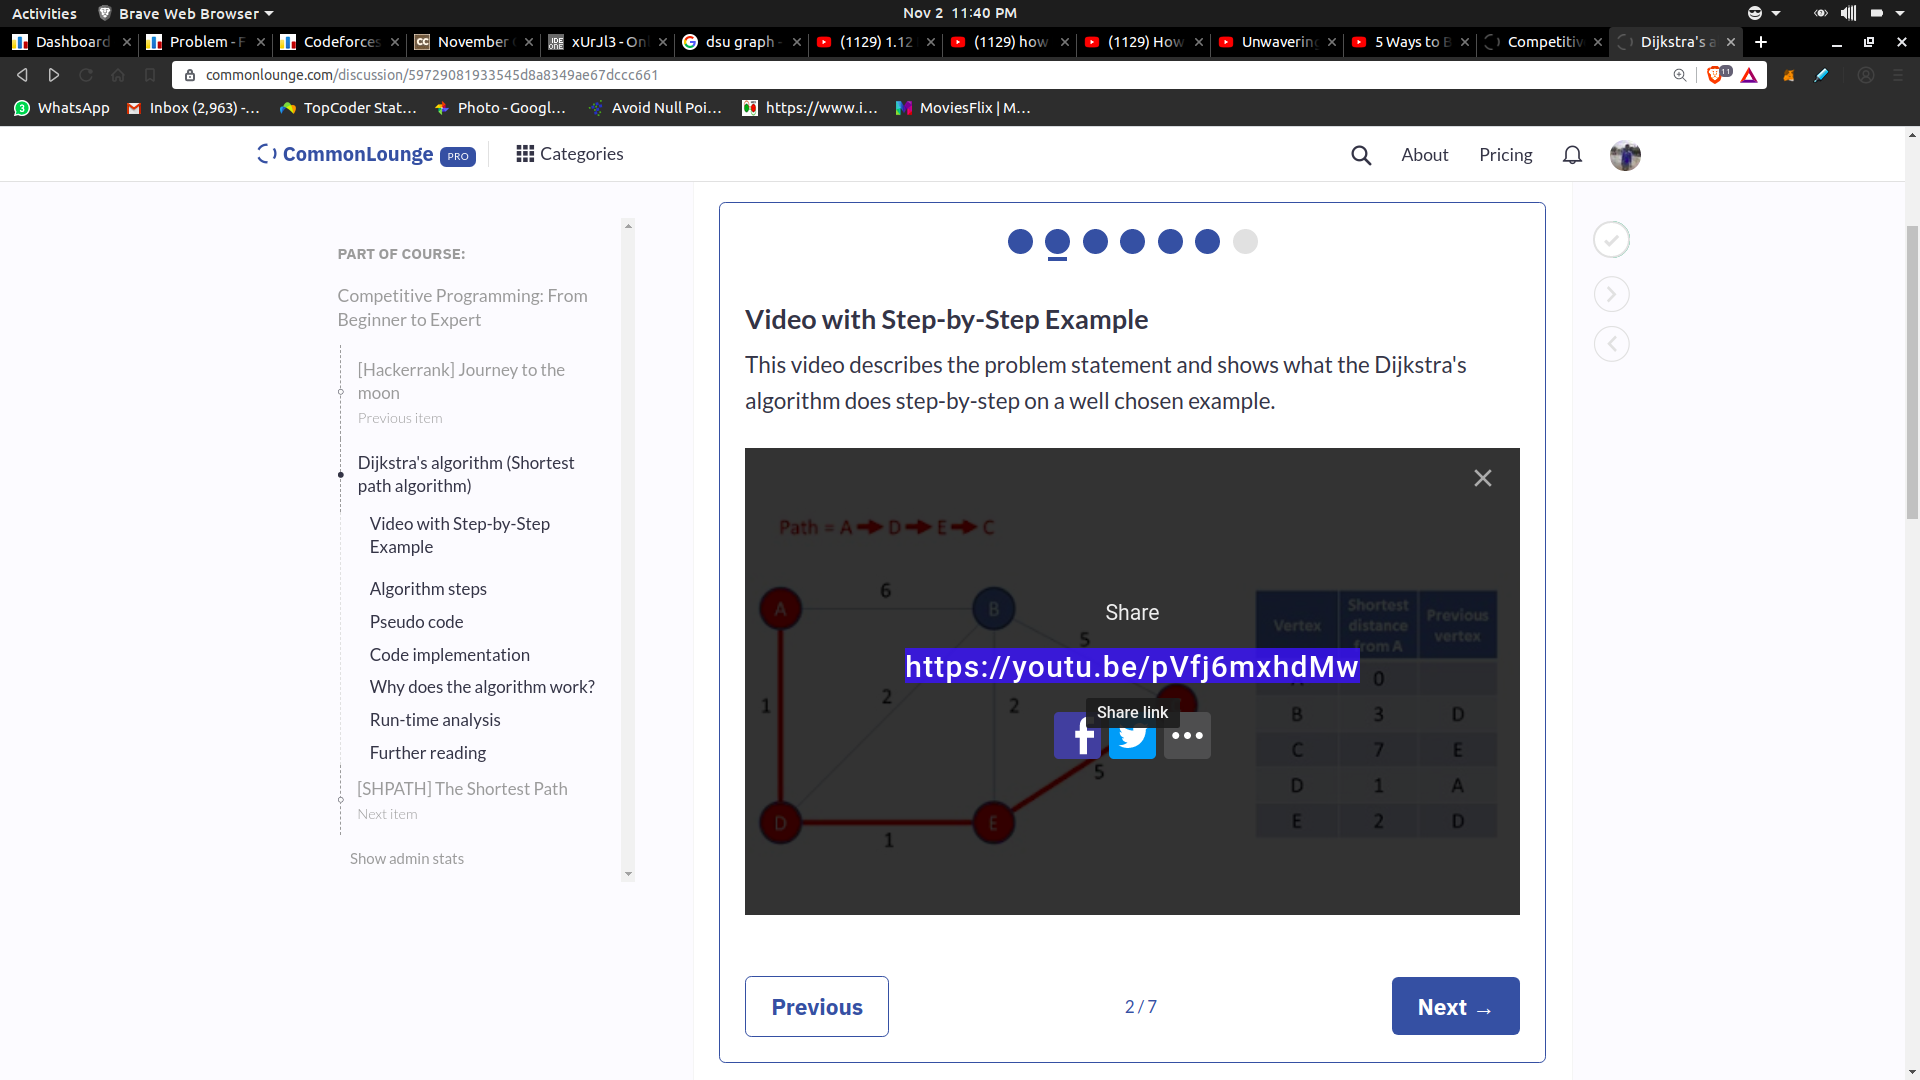 Activities
Brave Web Browser
Nov 2 11:40 PM
Dashboard
Problem - F
Codeforces
November
xUrJl3 - Onl
dsu graph -
(1129) 1.12
(1129) how
(1129) How
Unwavering
5 Ways to B
Competitiv
Dijkstra's a
commonlounge.com/discussion/59729081933545d8a8349ae67dccc661
11
WhatsApp
Inbox (2,963) -...
TopCoder Stat...
Photo - Googl...
Avoid Null Poi...
https://www.i...
MoviesFlix | M...
CommonLounge PRO
Categories
About
Pricing
PART OF COURSE:
Competitive Programming: From
Beginner to Expert
[Hackerrank] Journey to the
moon
Previous item
Dijkstra's algorithm (Shortest
path algorithm)
Video with Step-by-Step
Example
Algorithm steps
Pseudo code
Code implementation
Why does the algorithm work?
Run-time analysis
Further reading
[SHPATH] The Shortest Path
Next item
Show admin stats
Video with Step-by-Step Example
This video describes the problem statement and shows what the Dijkstra's
algorithm does step-by-step on a well chosen example.
Path = A D E C
A 6 B
5
1 2 2
5
D 1 E
Share
https://youtu.be/pVfj6mxhdMw
Share link
Vertex Shortest distance from A Previous vertex
0
B 3 D
C 7 E
D 1 A
E 2 D
Previous
2 / 7
Next →